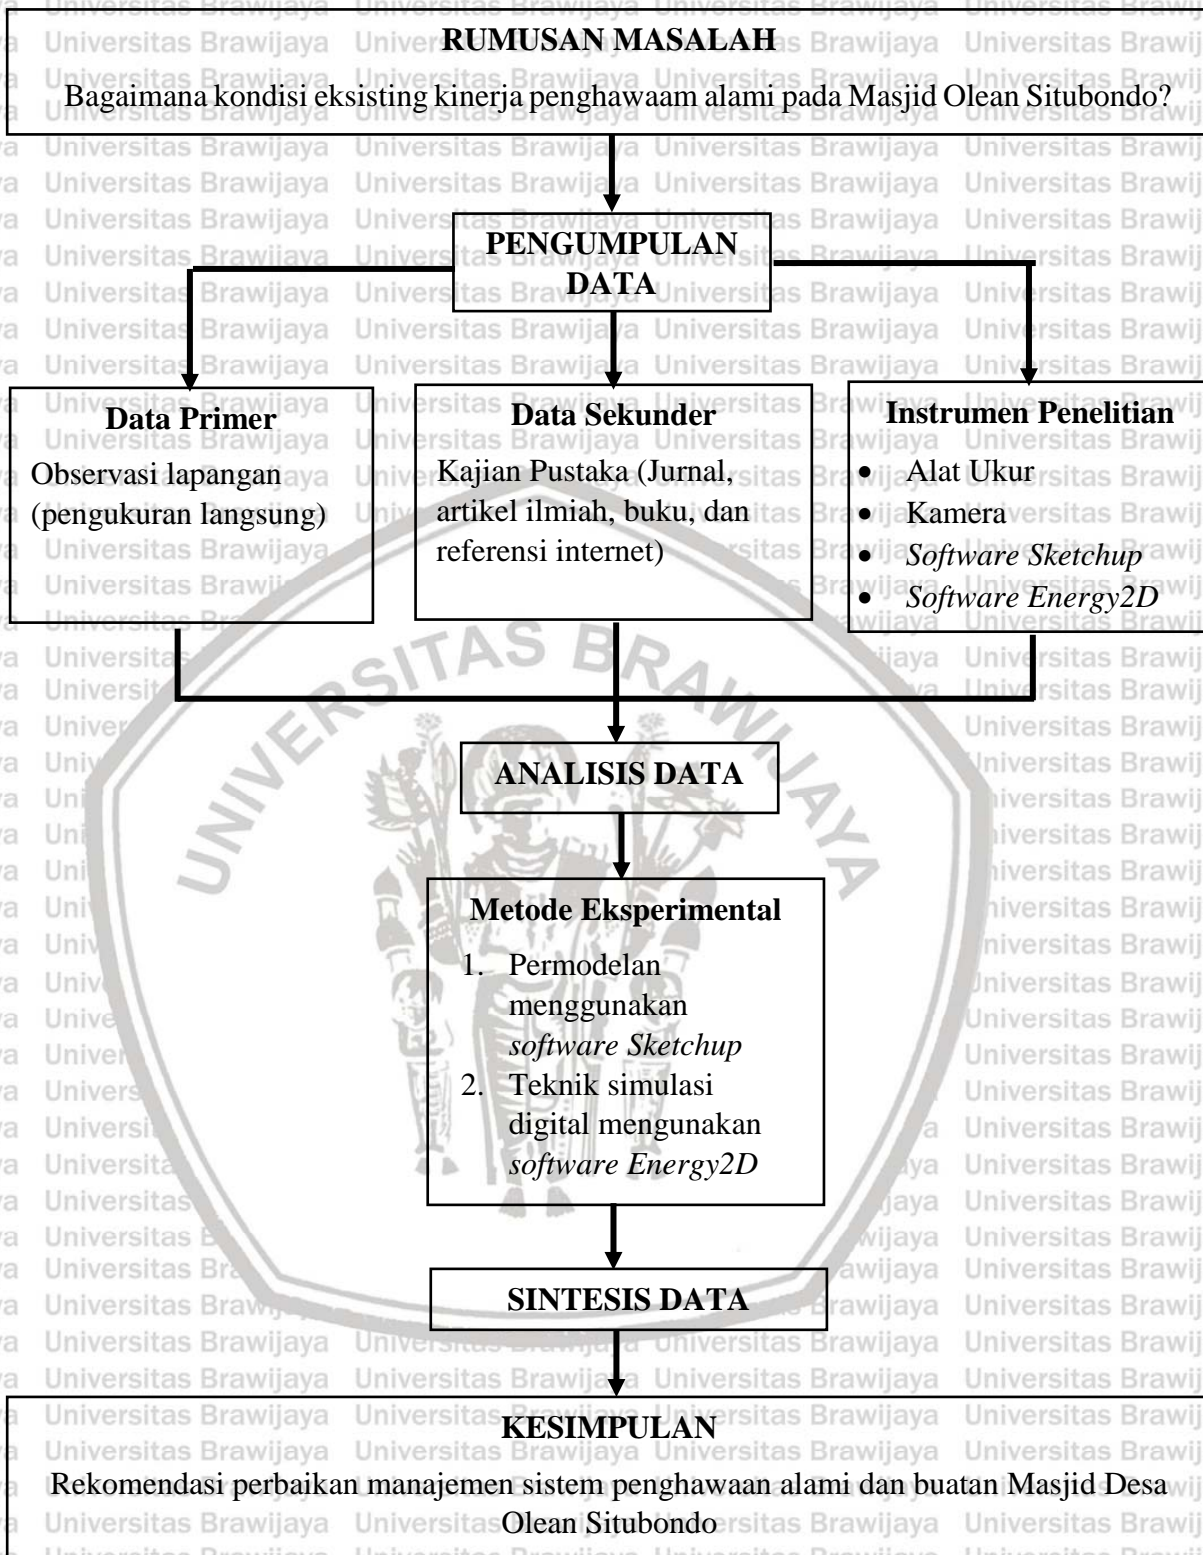 RUMUSAN MASALAH
Bagaimana kondisi eksisting kinerja penghawaam alami pada Masjid Olean Situbondo?
PENGUMPULAN
DATA
Data Primer
Observasi lapangan
(pengukuran langsung)
Data Sekunder
Kajian Pustaka (Jurnal,
artikel ilmiah, buku, dan
referensi internet)
Instrumen Penelitian
• Alat Ukur
• Kamera
• Software Sketchup
• Software Energy2D
ANALISIS DATA
Metode Eksperimental
1. Permodelan
menggunakan
software Sketchup
2. Teknik simulasi
digital mengunakan
software Energy2D
SINTESIS DATA
KESIMPULAN
Rekomendasi perbaikan manajemen sistem penghawaan alami dan buatan Masjid Desa
Olean Situbondo
UNIVERSITAS BRAWIJAYA